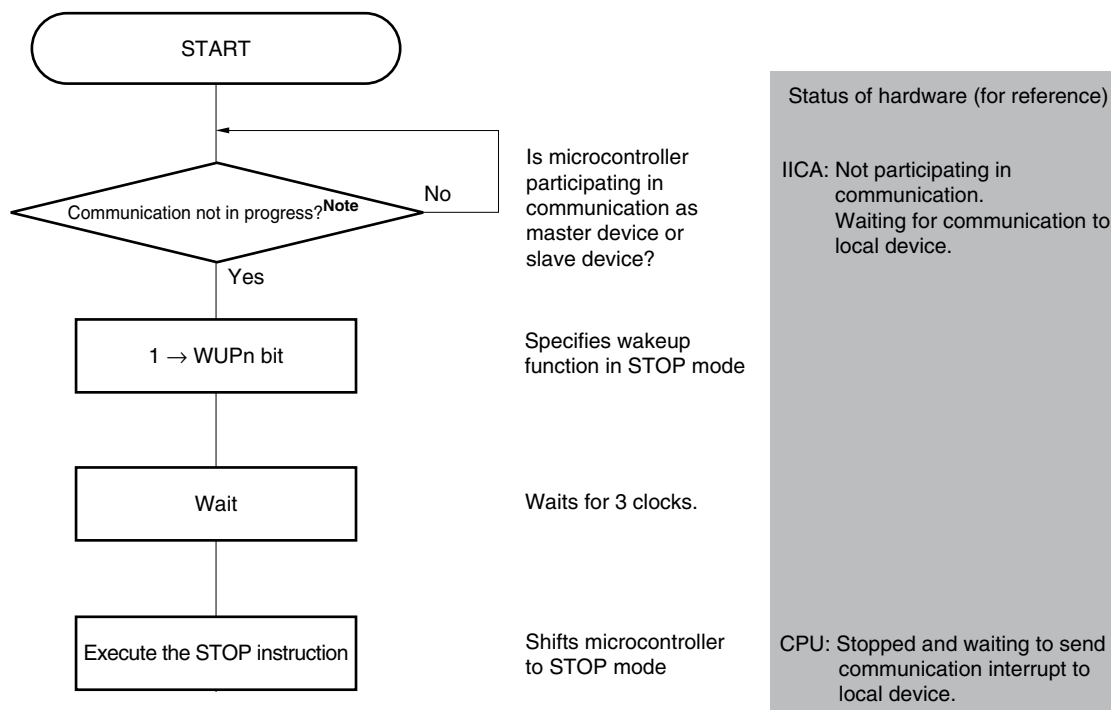 START
Status of hardware (for reference)
Communication not in progress?Note
No
Yes
Is microcontroller
participating in
communication as
master device or
slave device?
IICA: Not participating in
communication.
Waiting for communication to
local device.
1 → WUPn bit
Specifies wakeup
function in STOP mode
Wait
Waits for 3 clocks.
Execute the STOP instruction
Shifts microcontroller
to STOP mode
CPU: Stopped and waiting to send
communication interrupt to
local device.